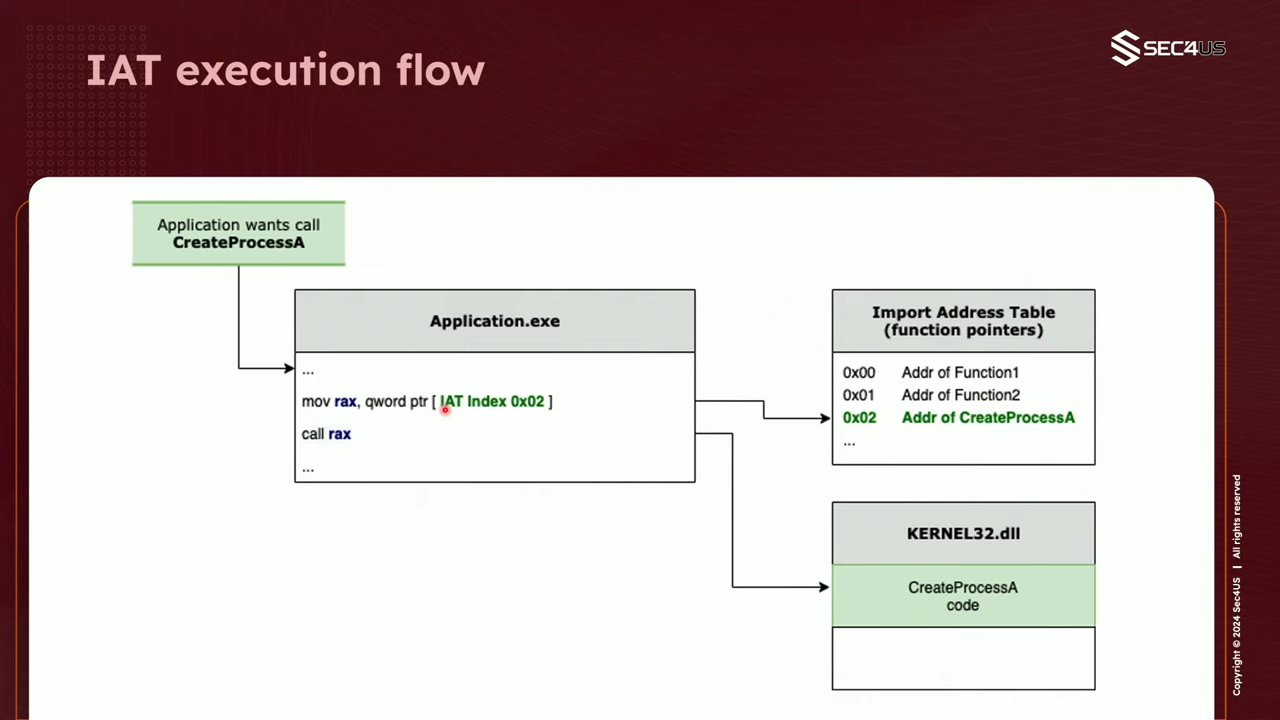 IAT execution flow
SEC4US
Application wants call
CreateProcessA
Application.exe
...
mov rax, qword ptr [ IAT Index 0x02 ]
call rax
...
Import Address Table
(function pointers)
0x00 Addr of Function1
0x01 Addr of Function2
0x02 Addr of CreateProcessA
...
KERNEL32.dll
CreateProcessA
code
Copyright © 2024 Sec4US | All rights reserved